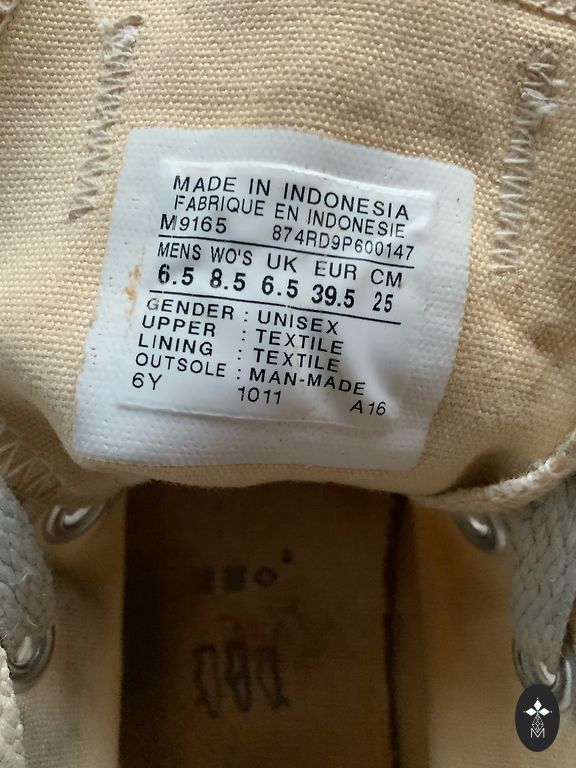 MADE IN INDONESIA
FABRIQUE EN INDONESIE
M9165 874RD9P600147
MENS WO'S UK EUR CM
6.5 8.5 6.5 39.5 25
GENDER : UNISEX
UPPER : TEXTILE
LINING : TEXTILE
OUTSOLE : MAN-MADE
6Y 1011 A16
M